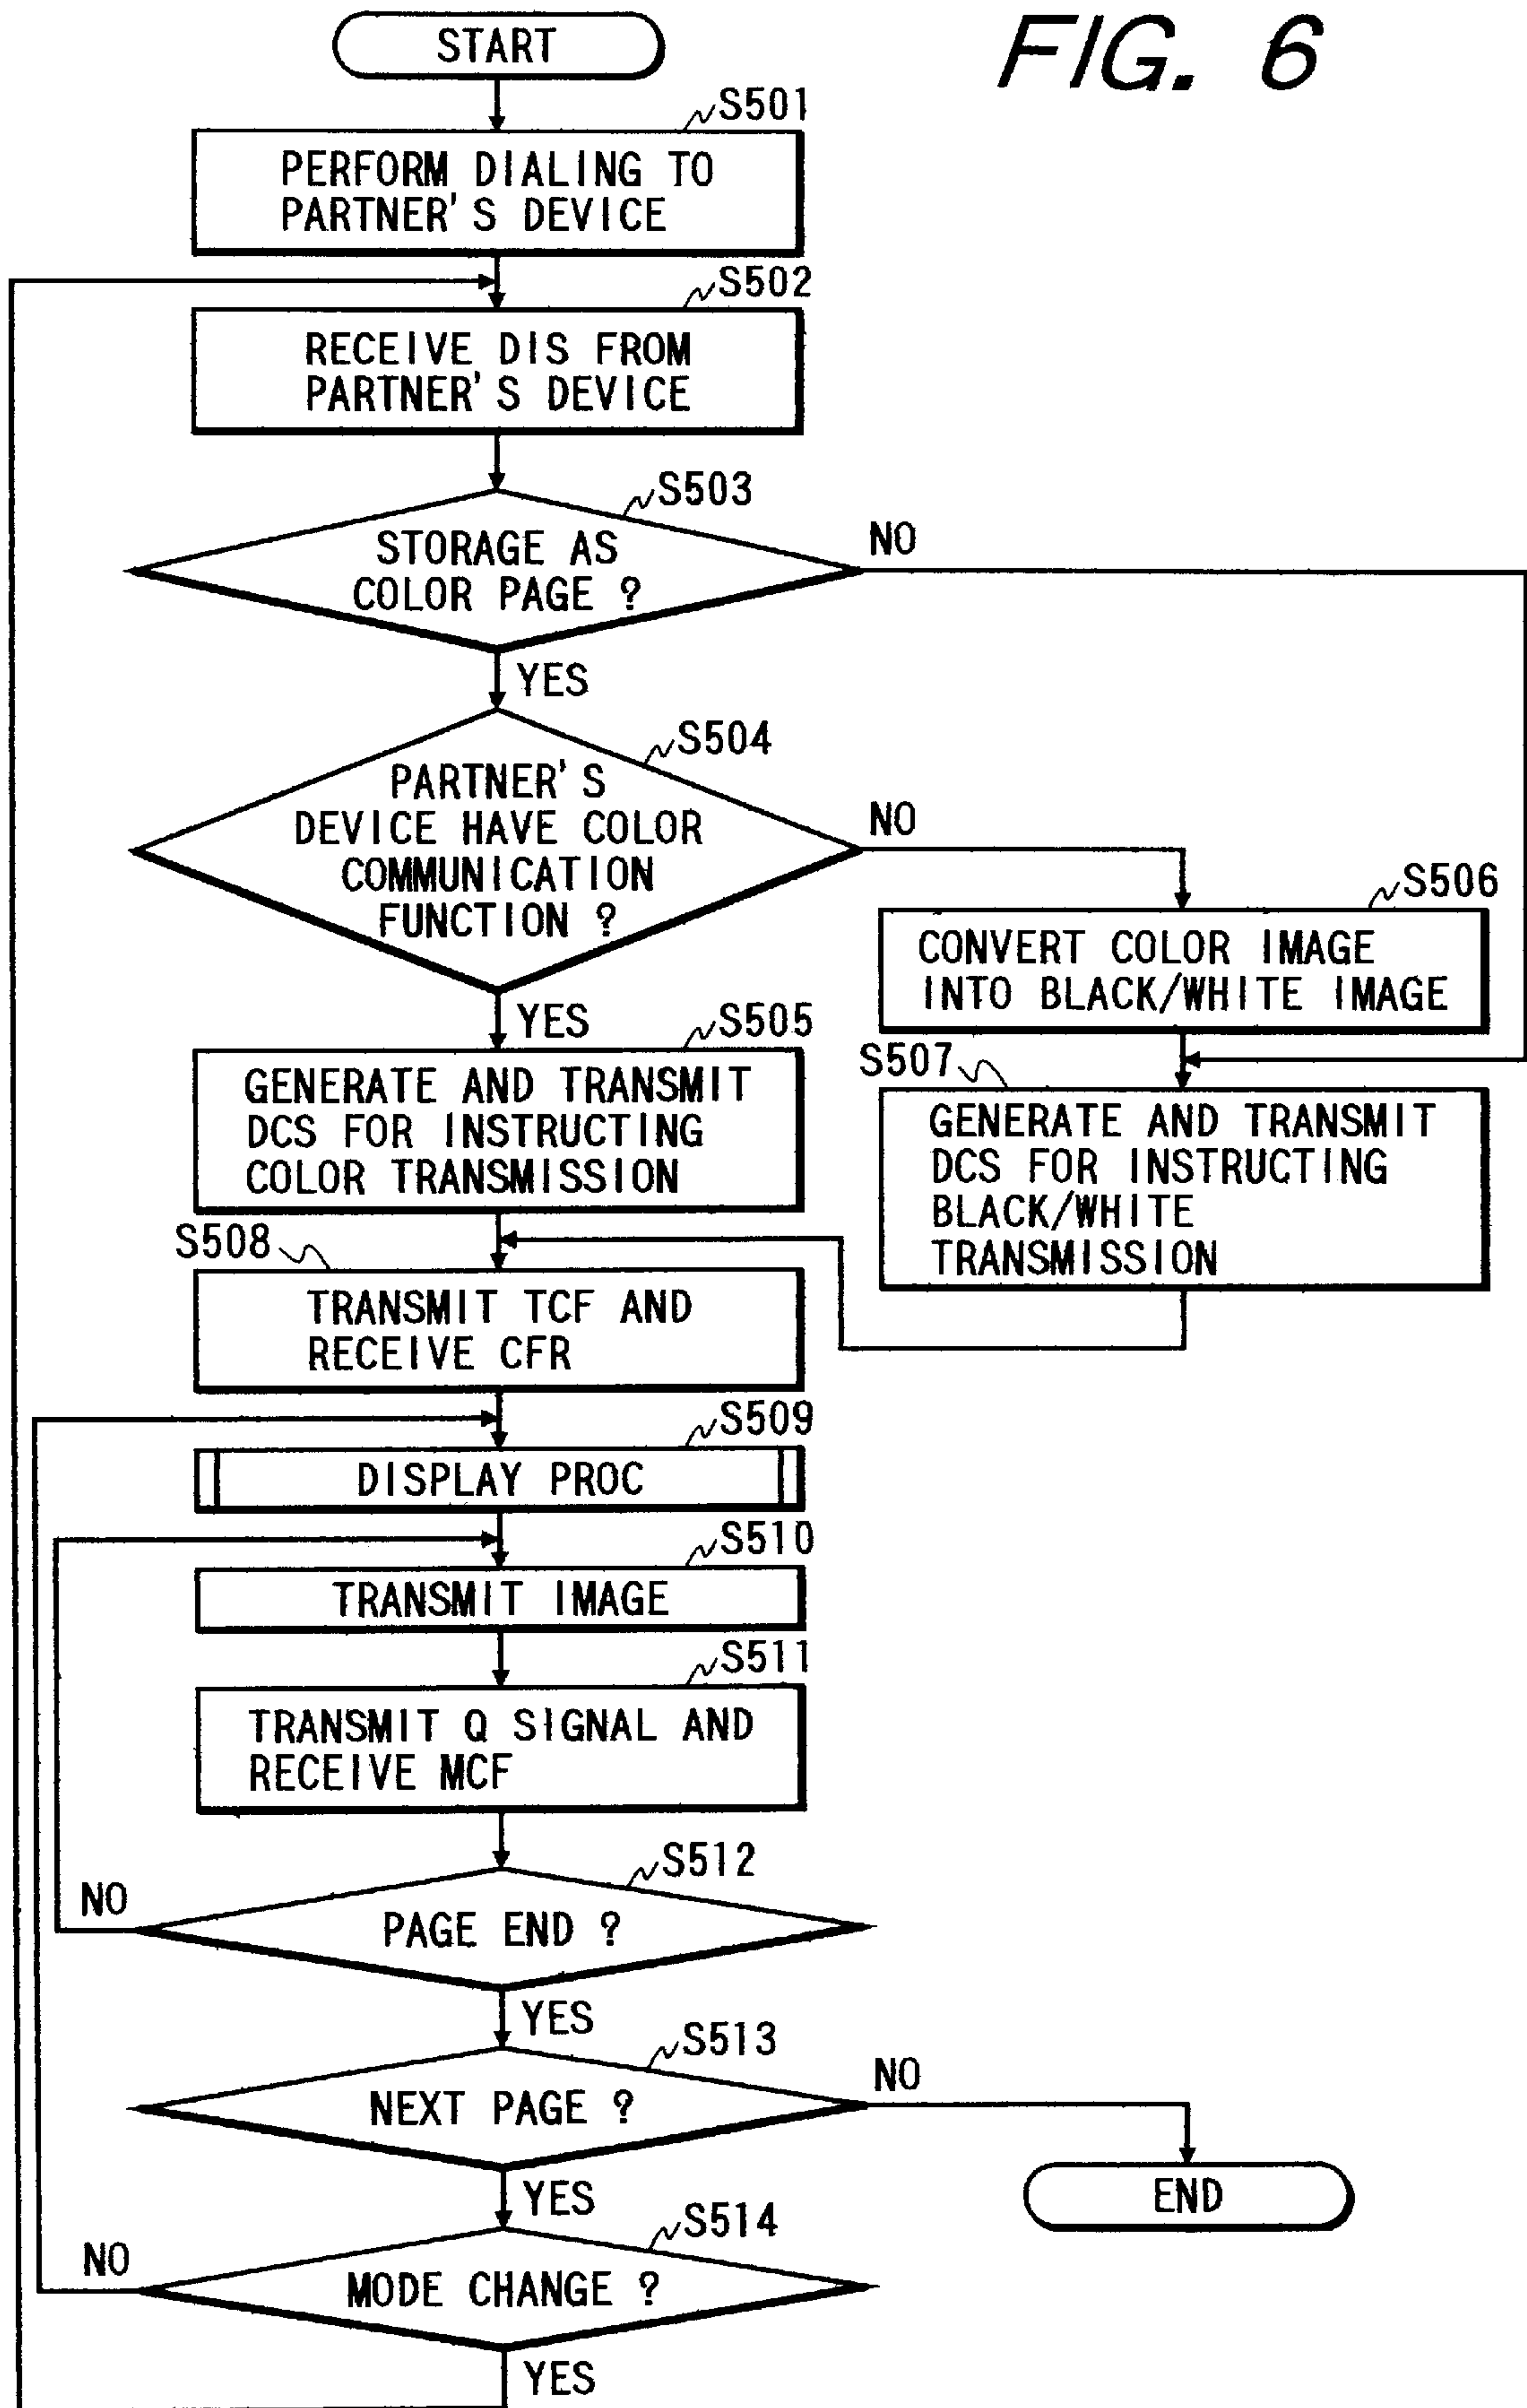 FIG. 6
START
S501
PERFORM DIALING TO
PARTNER'S DEVICE
S502
RECEIVE DIS FROM
PARTNER'S DEVICE
S503
STORAGE AS
COLOR PAGE ?
NO
YES
S504
PARTNER'S
DEVICE HAVE COLOR
COMMUNICATION
FUNCTION ?
NO
YES
S506
CONVERT COLOR IMAGE
INTO BLACK/WHITE IMAGE
S505
GENERATE AND TRANSMIT
DCS FOR INSTRUCTING
COLOR TRANSMISSION
S507
GENERATE AND TRANSMIT
DCS FOR INSTRUCTING
BLACK/WHITE
TRANSMISSION
S508
TRANSMIT TCF AND
RECEIVE CFR
S509
DISPLAY PROC
S510
TRANSMIT IMAGE
S511
TRANSMIT Q SIGNAL AND
RECEIVE MCF
S512
PAGE END ?
NO
YES
S513
NEXT PAGE ?
NO
YES
END
S514
MODE CHANGE ?
NO
YES